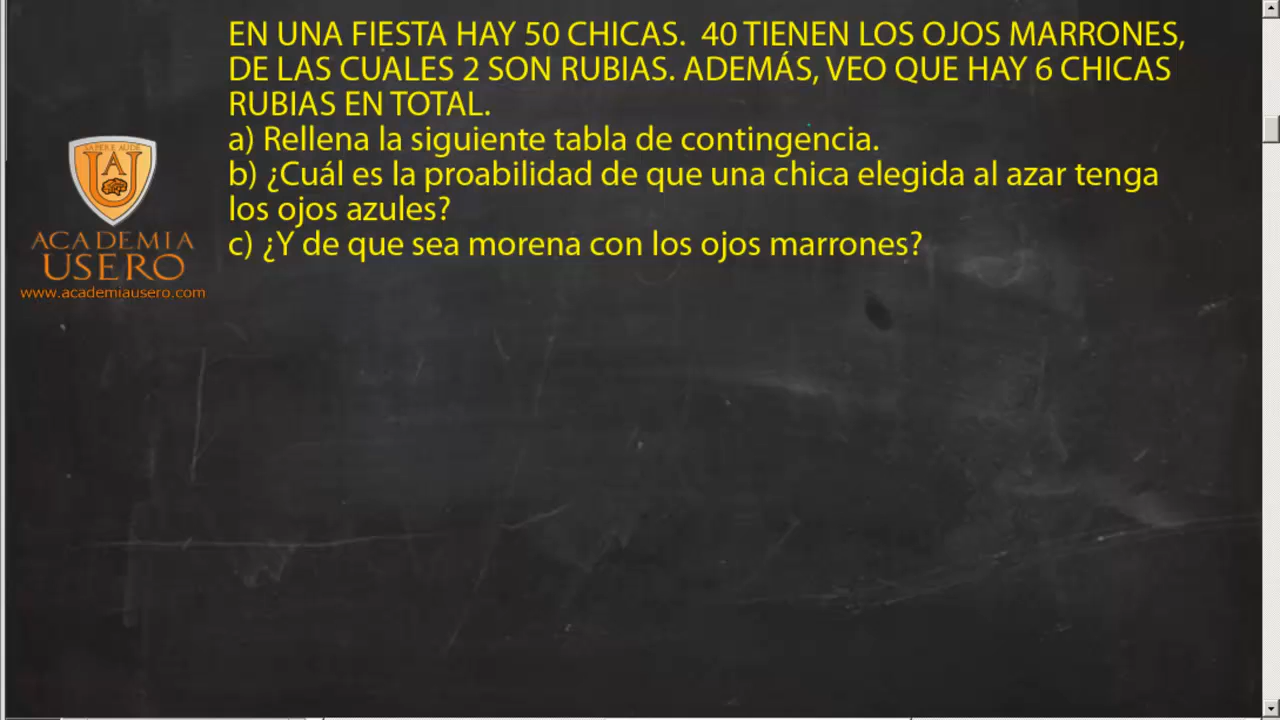 EN UNA FIESTA HAY 50 CHICAS. 40 TIENEN LOS OJOS MARRONES,
DE LAS CUALES 2 SON RUBIAS. ADEMÁS, VEO QUE HAY 6 CHICAS
RUBIAS EN TOTAL.
a) Rellena la siguiente tabla de contingencia.
b) ¿Cuál es la proabilidad de que una chica elegida al azar tenga
los ojos azules?
c) ¿Y de que sea morena con los ojos marrones?
SAPERE AUDE
UA
ACADEMIA
USERO
www.academiausero.com